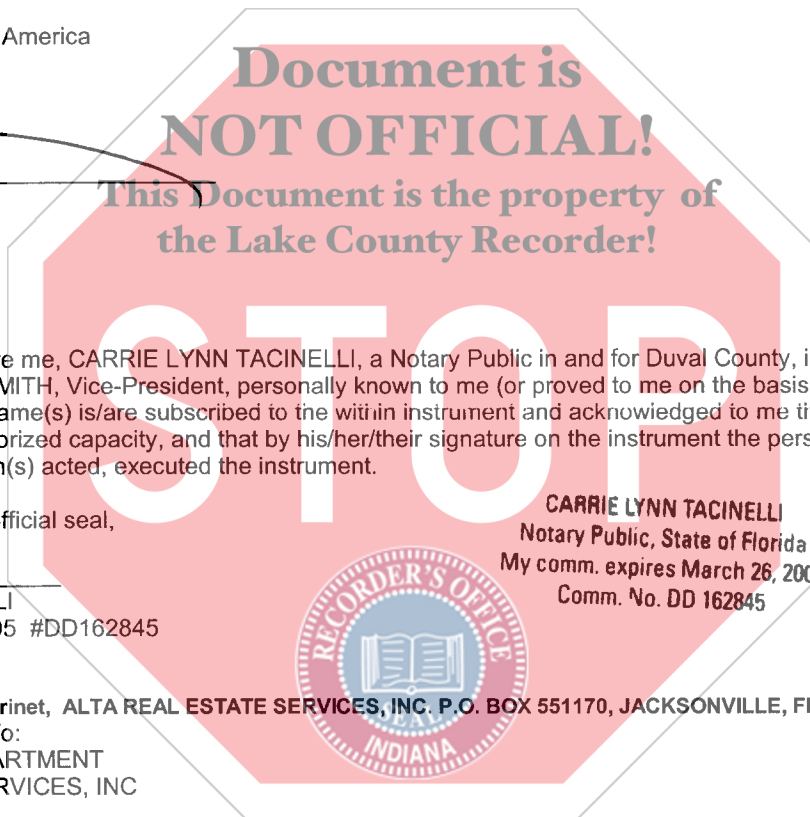 America
Document is
NOT OFFICIAL!
This Document is the property of
the Lake County Recorder!
STOP
e me, CARRIE LYNN TACINELLI, a Notary Public in and for Duval County, i
MITH, Vice-President, personally known to me (or proved to me on the basis
ame(s) is/are subscribed to the within instrument and acknowledged to me t
orized capacity, and that by his/her/their signature on the instrument the pers
n(s) acted, executed the instrument.
fficial seal,
CARRIE LYNN TACINELLI
Notary Public, State of Florida
My comm. expires March 26, 200
Comm. No. DD 162845
LI
05 #DD162845
RECORDER'S OFFICE
SEAL
INDIANA
rinet, ALTA REAL ESTATE SERVICES, INC. P.O. BOX 551170, JACKSONVILLE, F
o:
ARTMENT
RVICES, INC